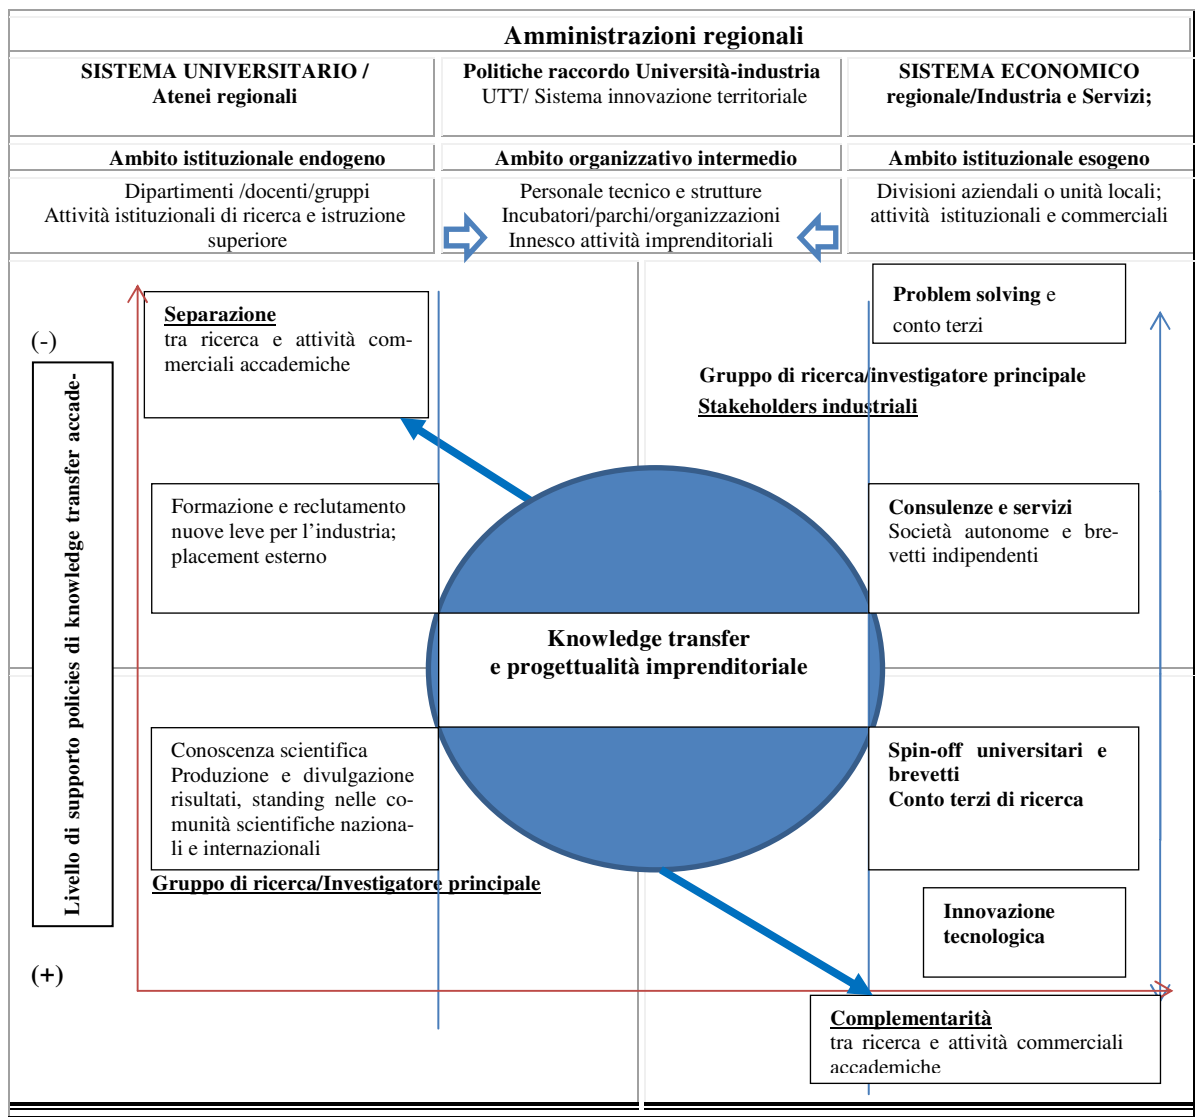 Amministrazioni regionali
SISTEMA UNIVERSITARIO /
Atenei regionali
Politiche raccordo Università-industria
UTT/ Sistema innovazione territoriale
SISTEMA ECONOMICO
regionale/Industria e Servizi;
Ambito istituzionale endogeno
Ambito organizzativo intermedio
Ambito istituzionale esogeno
Dipartimenti /docenti/gruppi
Attività istituzionali di ricerca e istruzione
superiore
Personale tecnico e strutture
Incubatori/parchi/organizzazioni
Innesco attività imprenditoriali
Divisioni aziendali o unità locali;
attività istituzionali e commerciali
(-)
Livello di supporto policies di knowledge transfer accade-
(+)
Separazione
tra ricerca e attività com-
merciali accademiche
Problem solving e
conto terzi
Gruppo di ricerca/investigatore principale
Stakeholders industriali
Formazione e reclutamento
nuove leve per l’industria;
placement esterno
Consulenze e servizi
Società autonome e bre-
vetti indipendenti
Knowledge transfer
e progettualità imprenditoriale
Conoscenza scientifica
Produzione e divulgazione
risultati, standing nelle co-
munità scientifiche naziona-
li e internazionali
Spin-off universitari e
brevetti
Conto terzi di ricerca
Gruppo di ricerca/Investigatore principale
Innovazione
tecnologica
Complementarità
tra ricerca e attività commerciali
accademiche